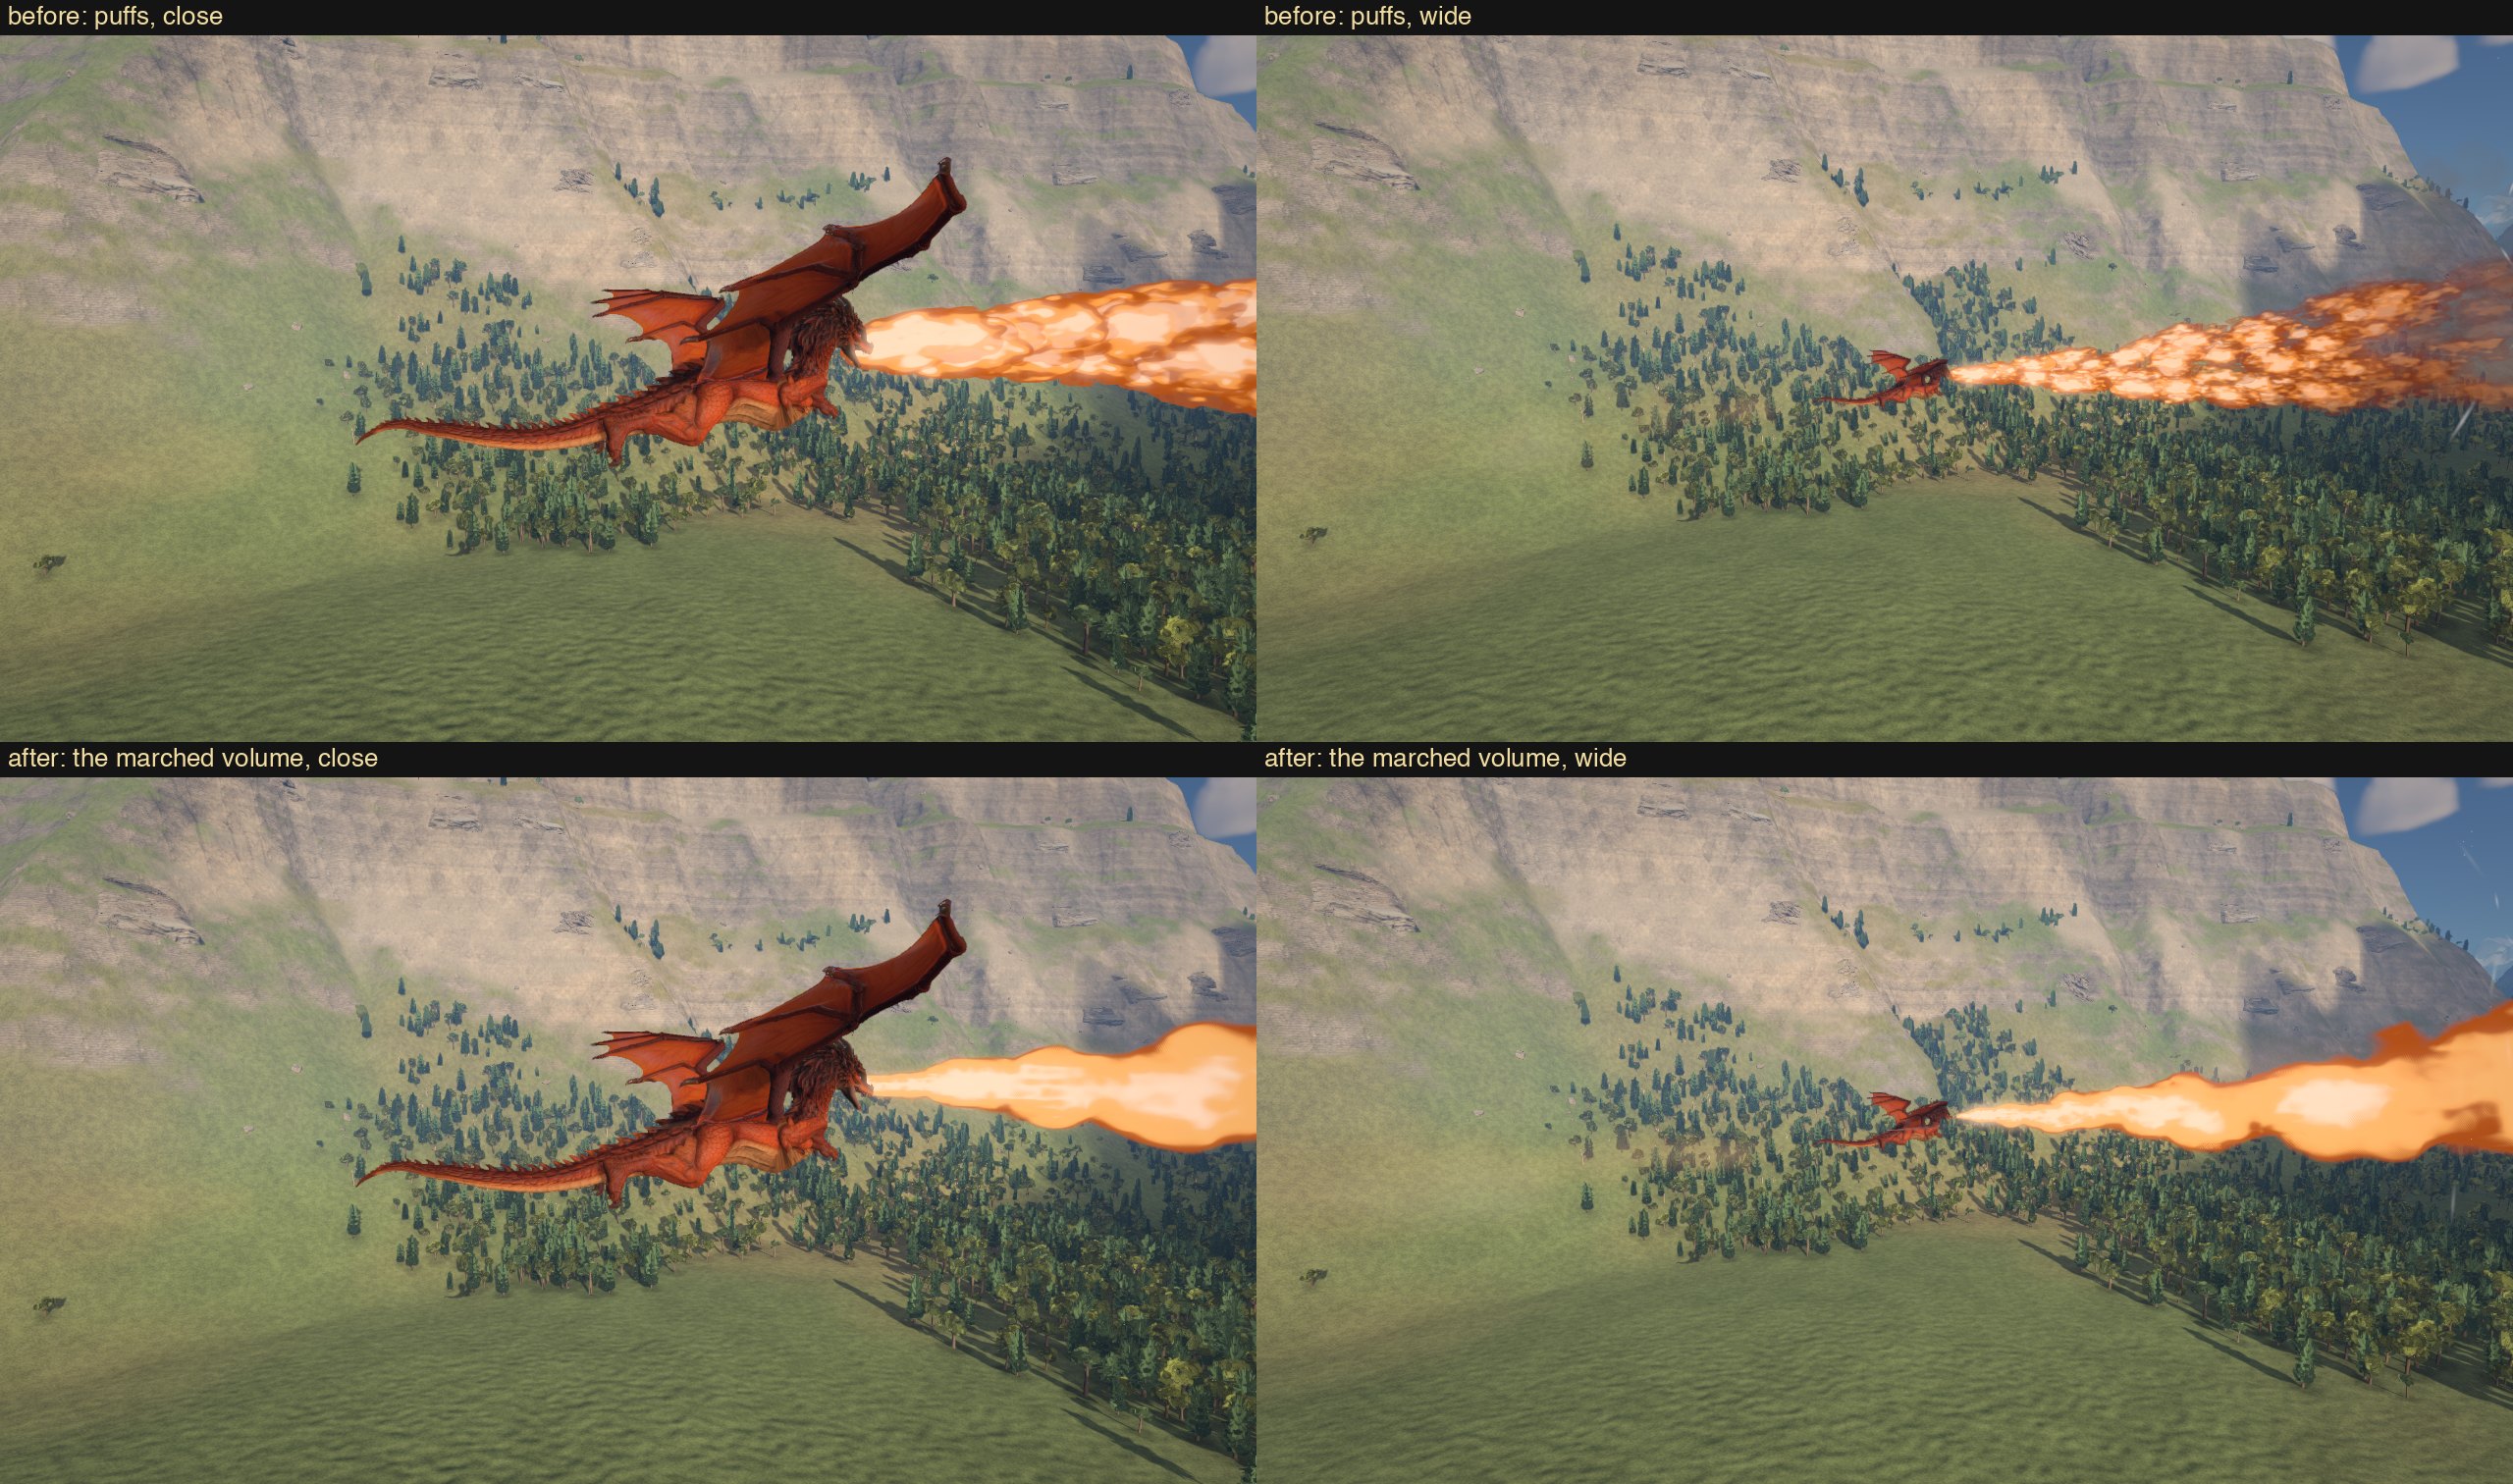 before: puffs, close
before: puffs, wide
after: the marched volume, close
after: the marched volume, wide